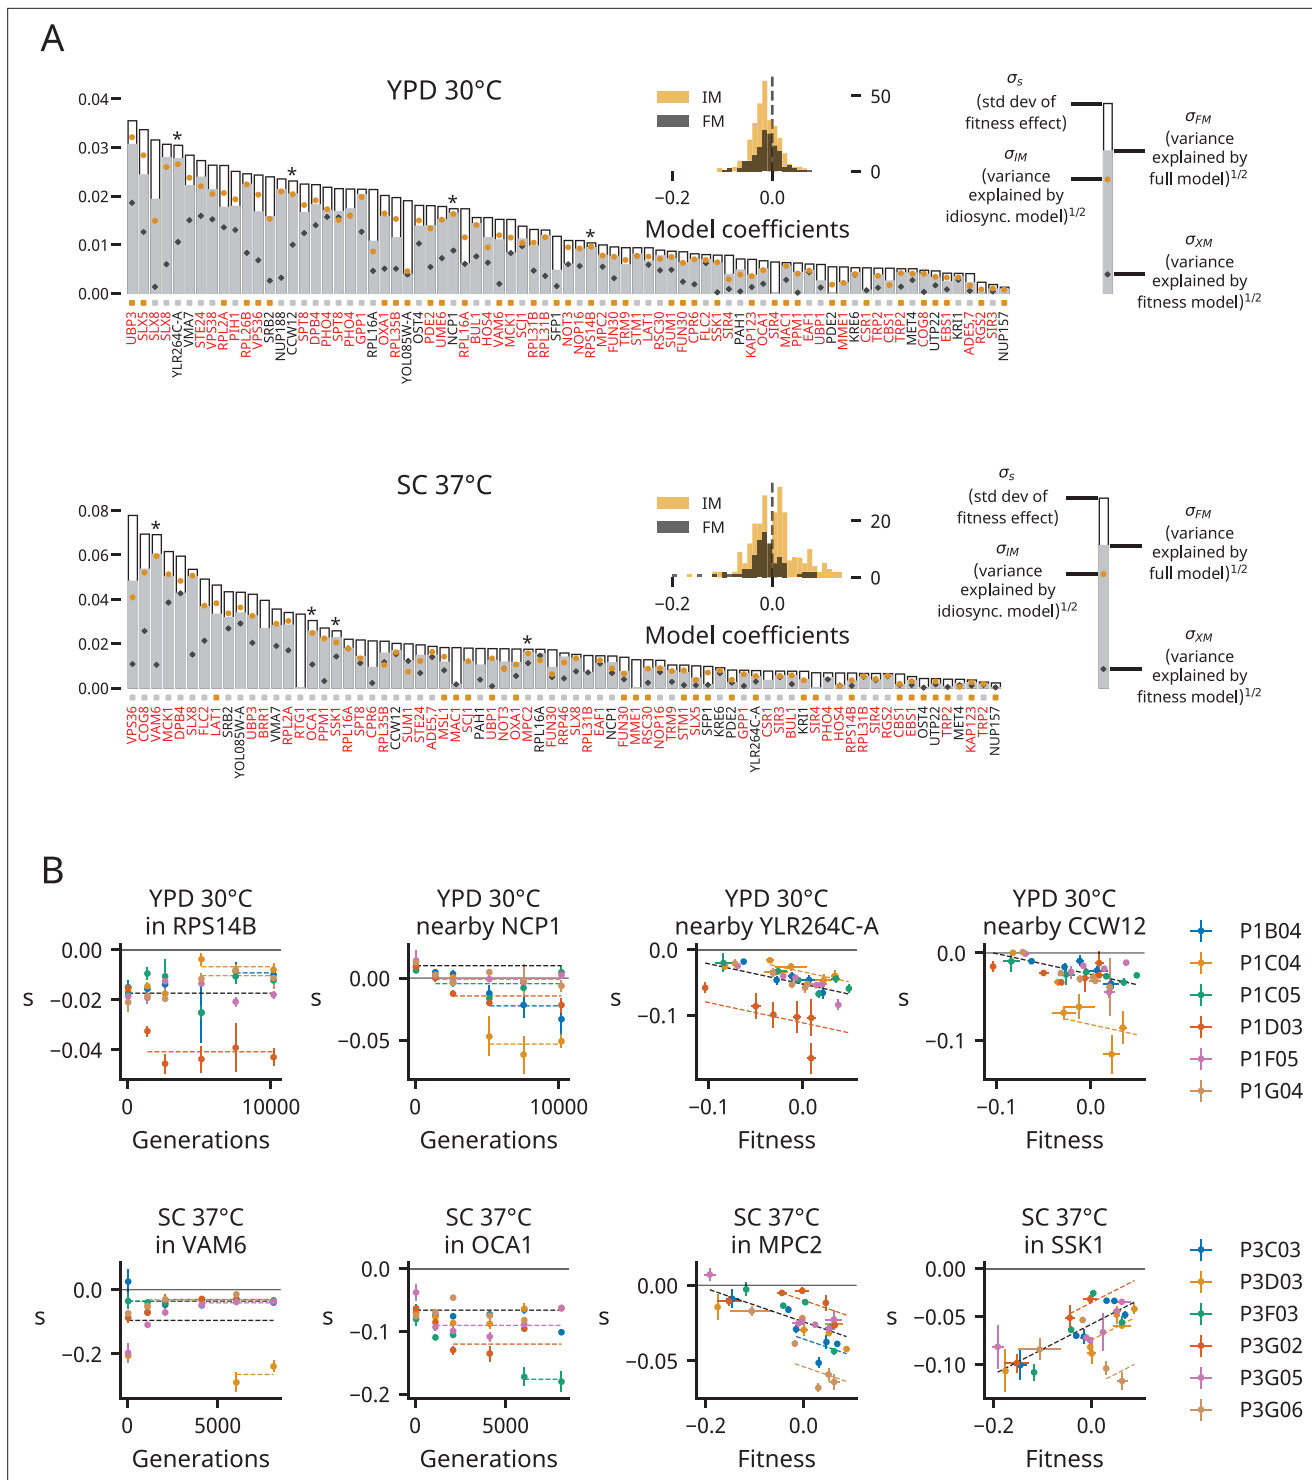 A
YPD 30°C
0.04
0.03
0.02
0.01
0.00
IM
FM
50
0
−0.2
0.0
Model coefficients
σs
(std dev of
fitness effect)
σFM
(variance
explained by
full model)1/2
σIM
(variance
explained by
idiosync. model)1/2
σXM
(variance
explained by
fitness model)1/2
UBP3
SLX5
SLX8
SLX8
YLR264C-A
VMA7
STE24
VPS38
RPL2A
PIH1
RPL26B
VPS36
SRB2
NUP188
CCW12
SPT8
DPB4
PHO4
SPT8
PHO4
GPP1
RPL16A
OXA1
RPL35B
YOL085W-A
OST4
PDE2
UME6
NCP1
RPL16A
BUL1
HOS4
VAM6
MCK1
SCJ1
RPL31B
RPL31B
SFP1
NOT3
NOP16
RPS14B
MPC2
FUN30
TRM9
STM1
LAT1
RSC30
SUM1
FUN30
CPR6
FLC2
SSK1
SIR4
PAH1
KAP123
OCA1
SIR4
MAC1
PPM1
EAF1
UBP1
PDE2
MME1
KRE6
CSR1
TRP2
CBS1
TRP2
MET4
COG8
UTP22
EBS1
KRI1
ADE5,7
RGS2
SIR3
NUP157
SC 37°C
0.08
0.06
0.04
0.02
0.00
IM
FM
20
0
−0.2
0.0
Model coefficients
σs
(std dev of
fitness effect)
σFM
(variance
explained by
full model)1/2
σIM
(variance
explained by
idiosync. model)1/2
σXM
(variance
explained by
fitness model)1/2
VPS36
COG8
VAM6
MCK1
DPB4
SLX8
FLC2
LAT1
SRB2
YOL085W-A
UBP3
BRR1
VMA7
RPL2A
RTG1
OCA1
PPM1
SSK1
RPL16A
SPT8
CPR6
RPL35B
CCW12
SUM1
STE24
ADE5,7
MSL1
MAC1
SCJ1
PAH1
UBP1
NOT3
OXA1
MPC2
RPL16A
FUN30
RRP46
SLX8
RPL31B
EAF1
NCP1
FUN30
MME1
RSC30
NOP16
TRM9
STM1
SLX5
SFP1
KRE6
PDE2
GPP1
YLR264C-A
CSR1
SIR3
BUL1
KRI1
SIR4
PHO4
HOS4
RPS14B
RPL31B
SIR4
RGS2
CBS1
EBS1
OST4
UTP22
TRP2
MET4
KAP123
TRP2
NUP157
B
YPD 30°C
in RPS14B
0.00
−0.02
−0.04
s
0
10000
Generations
YPD 30°C
nearby NCP1
0.00
−0.05
s
0
10000
Generations
YPD 30°C
nearby YLR264C-A
0.0
−0.1
s
−0.1
0.0
Fitness
YPD 30°C
nearby CCW12
0.0
−0.1
s
−0.1
0.0
Fitness
P1B04
P1C04
P1C05
P1D03
P1F05
P1G04
SC 37°C
in VAM6
0.0
−0.2
s
0
5000
Generations
SC 37°C
in OCA1
0.0
−0.1
−0.2
s
0
5000
Generations
SC 37°C
in MPC2
0.00
−0.05
s
−0.2
0.0
Fitness
SC 37°C
in SSK1
0.00
−0.05
−0.10
s
−0.2
0.0
Fitness
P3C03
P3D03
P3F03
P3G02
P3G05
P3G06